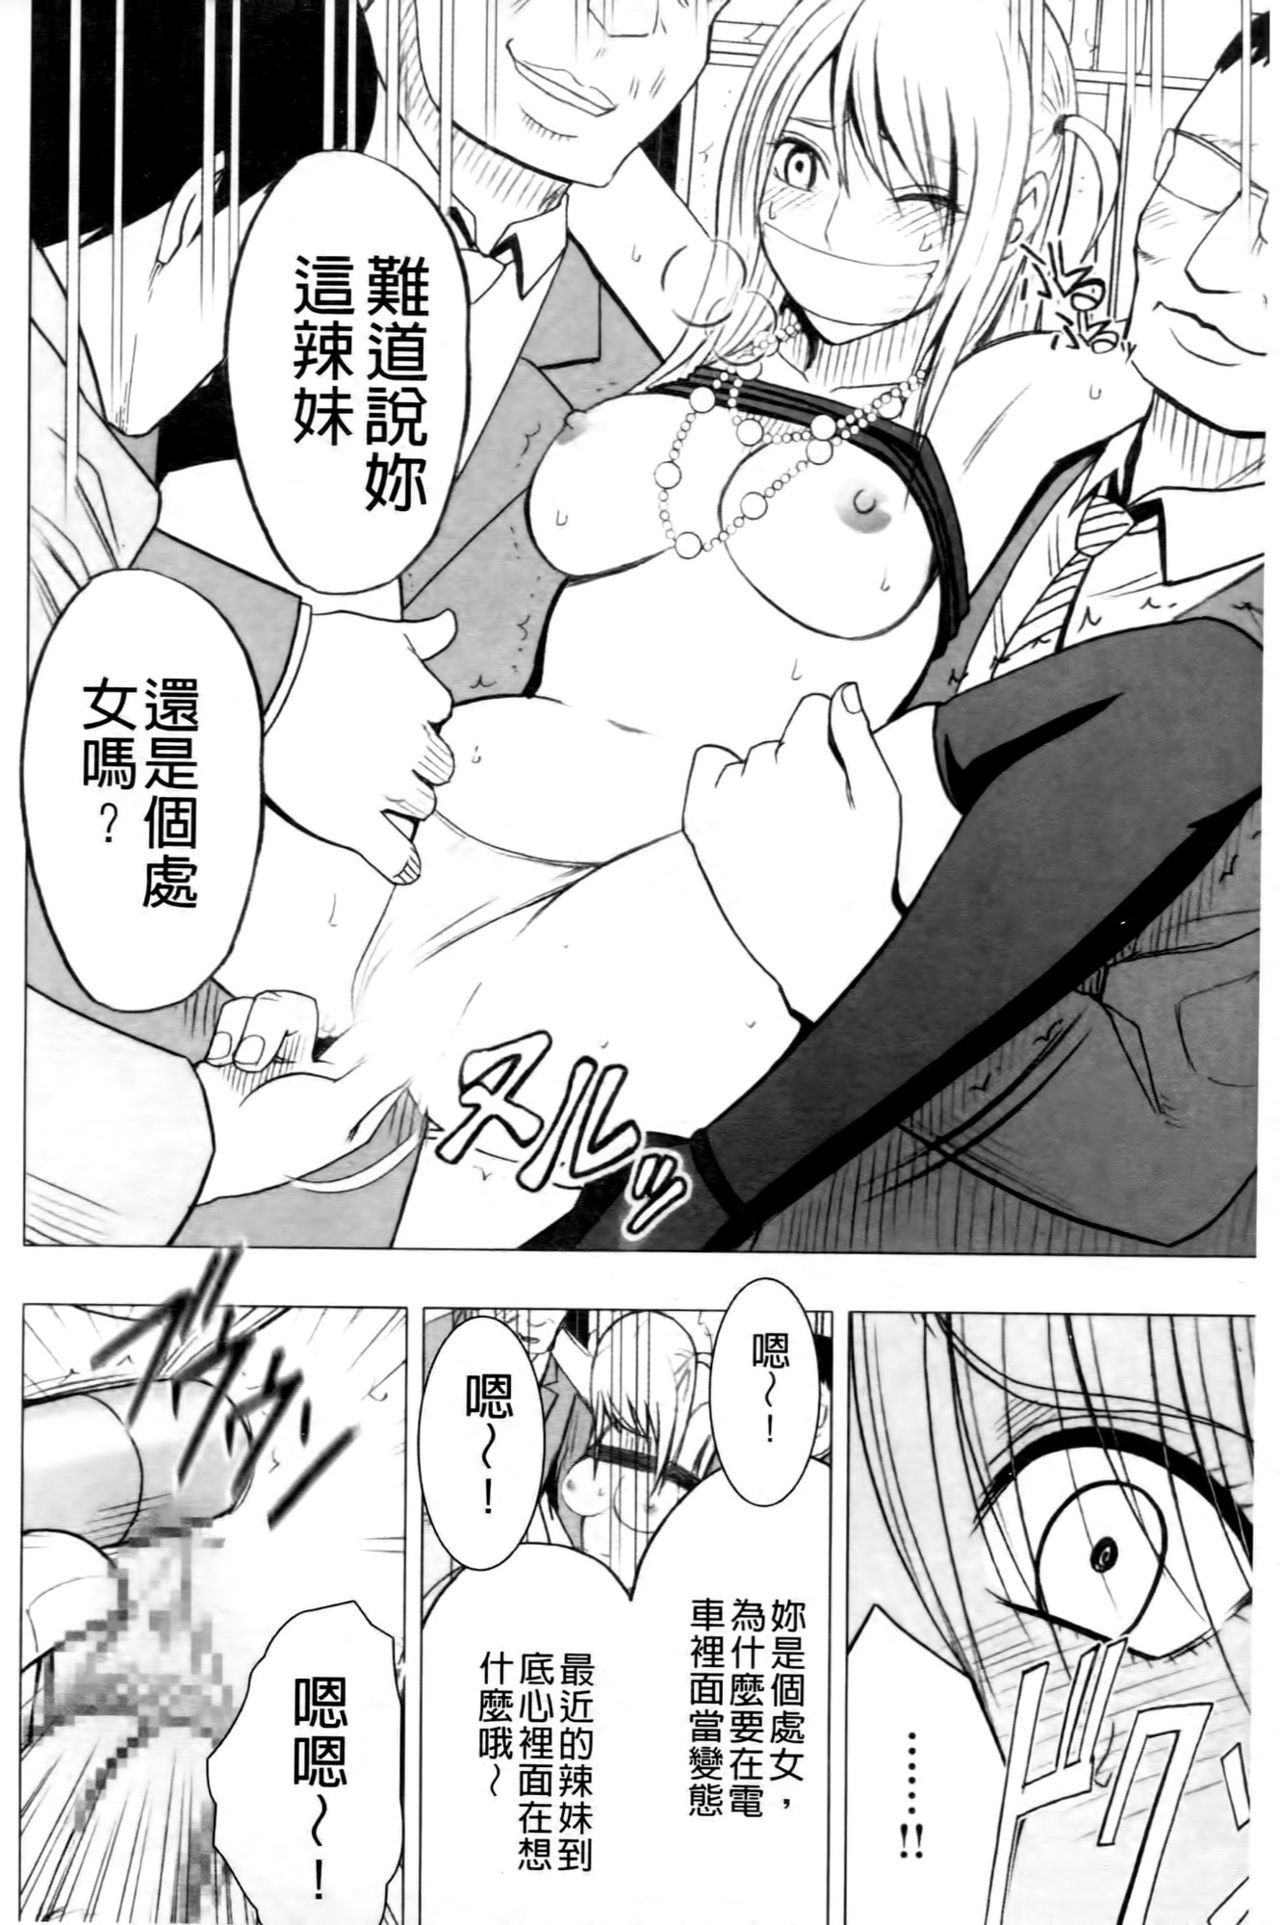 難道說妳
這辣妹
還是個處
女嗎？
ヌルッ
……!!
ドクン
嗯～！
妳是個處女，
為什麼要在電
車裡面當變態
嗯～！
最近的辣妹到
底心裡面在想
什麼哦～
嗯嗯～！